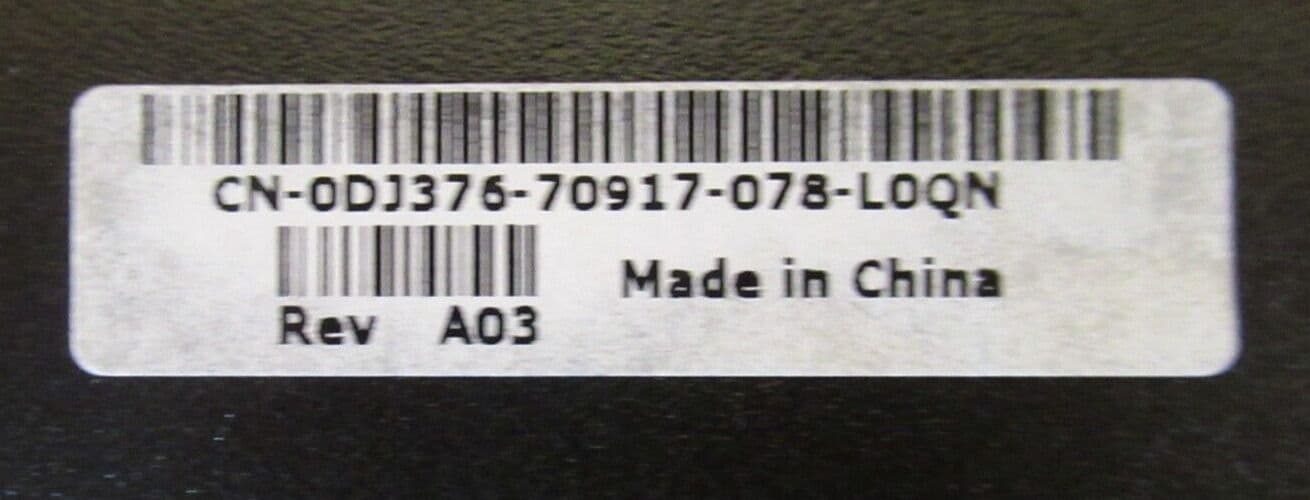 CN-0DJ376-70917-078-L0QN
Made in China
Rev A03